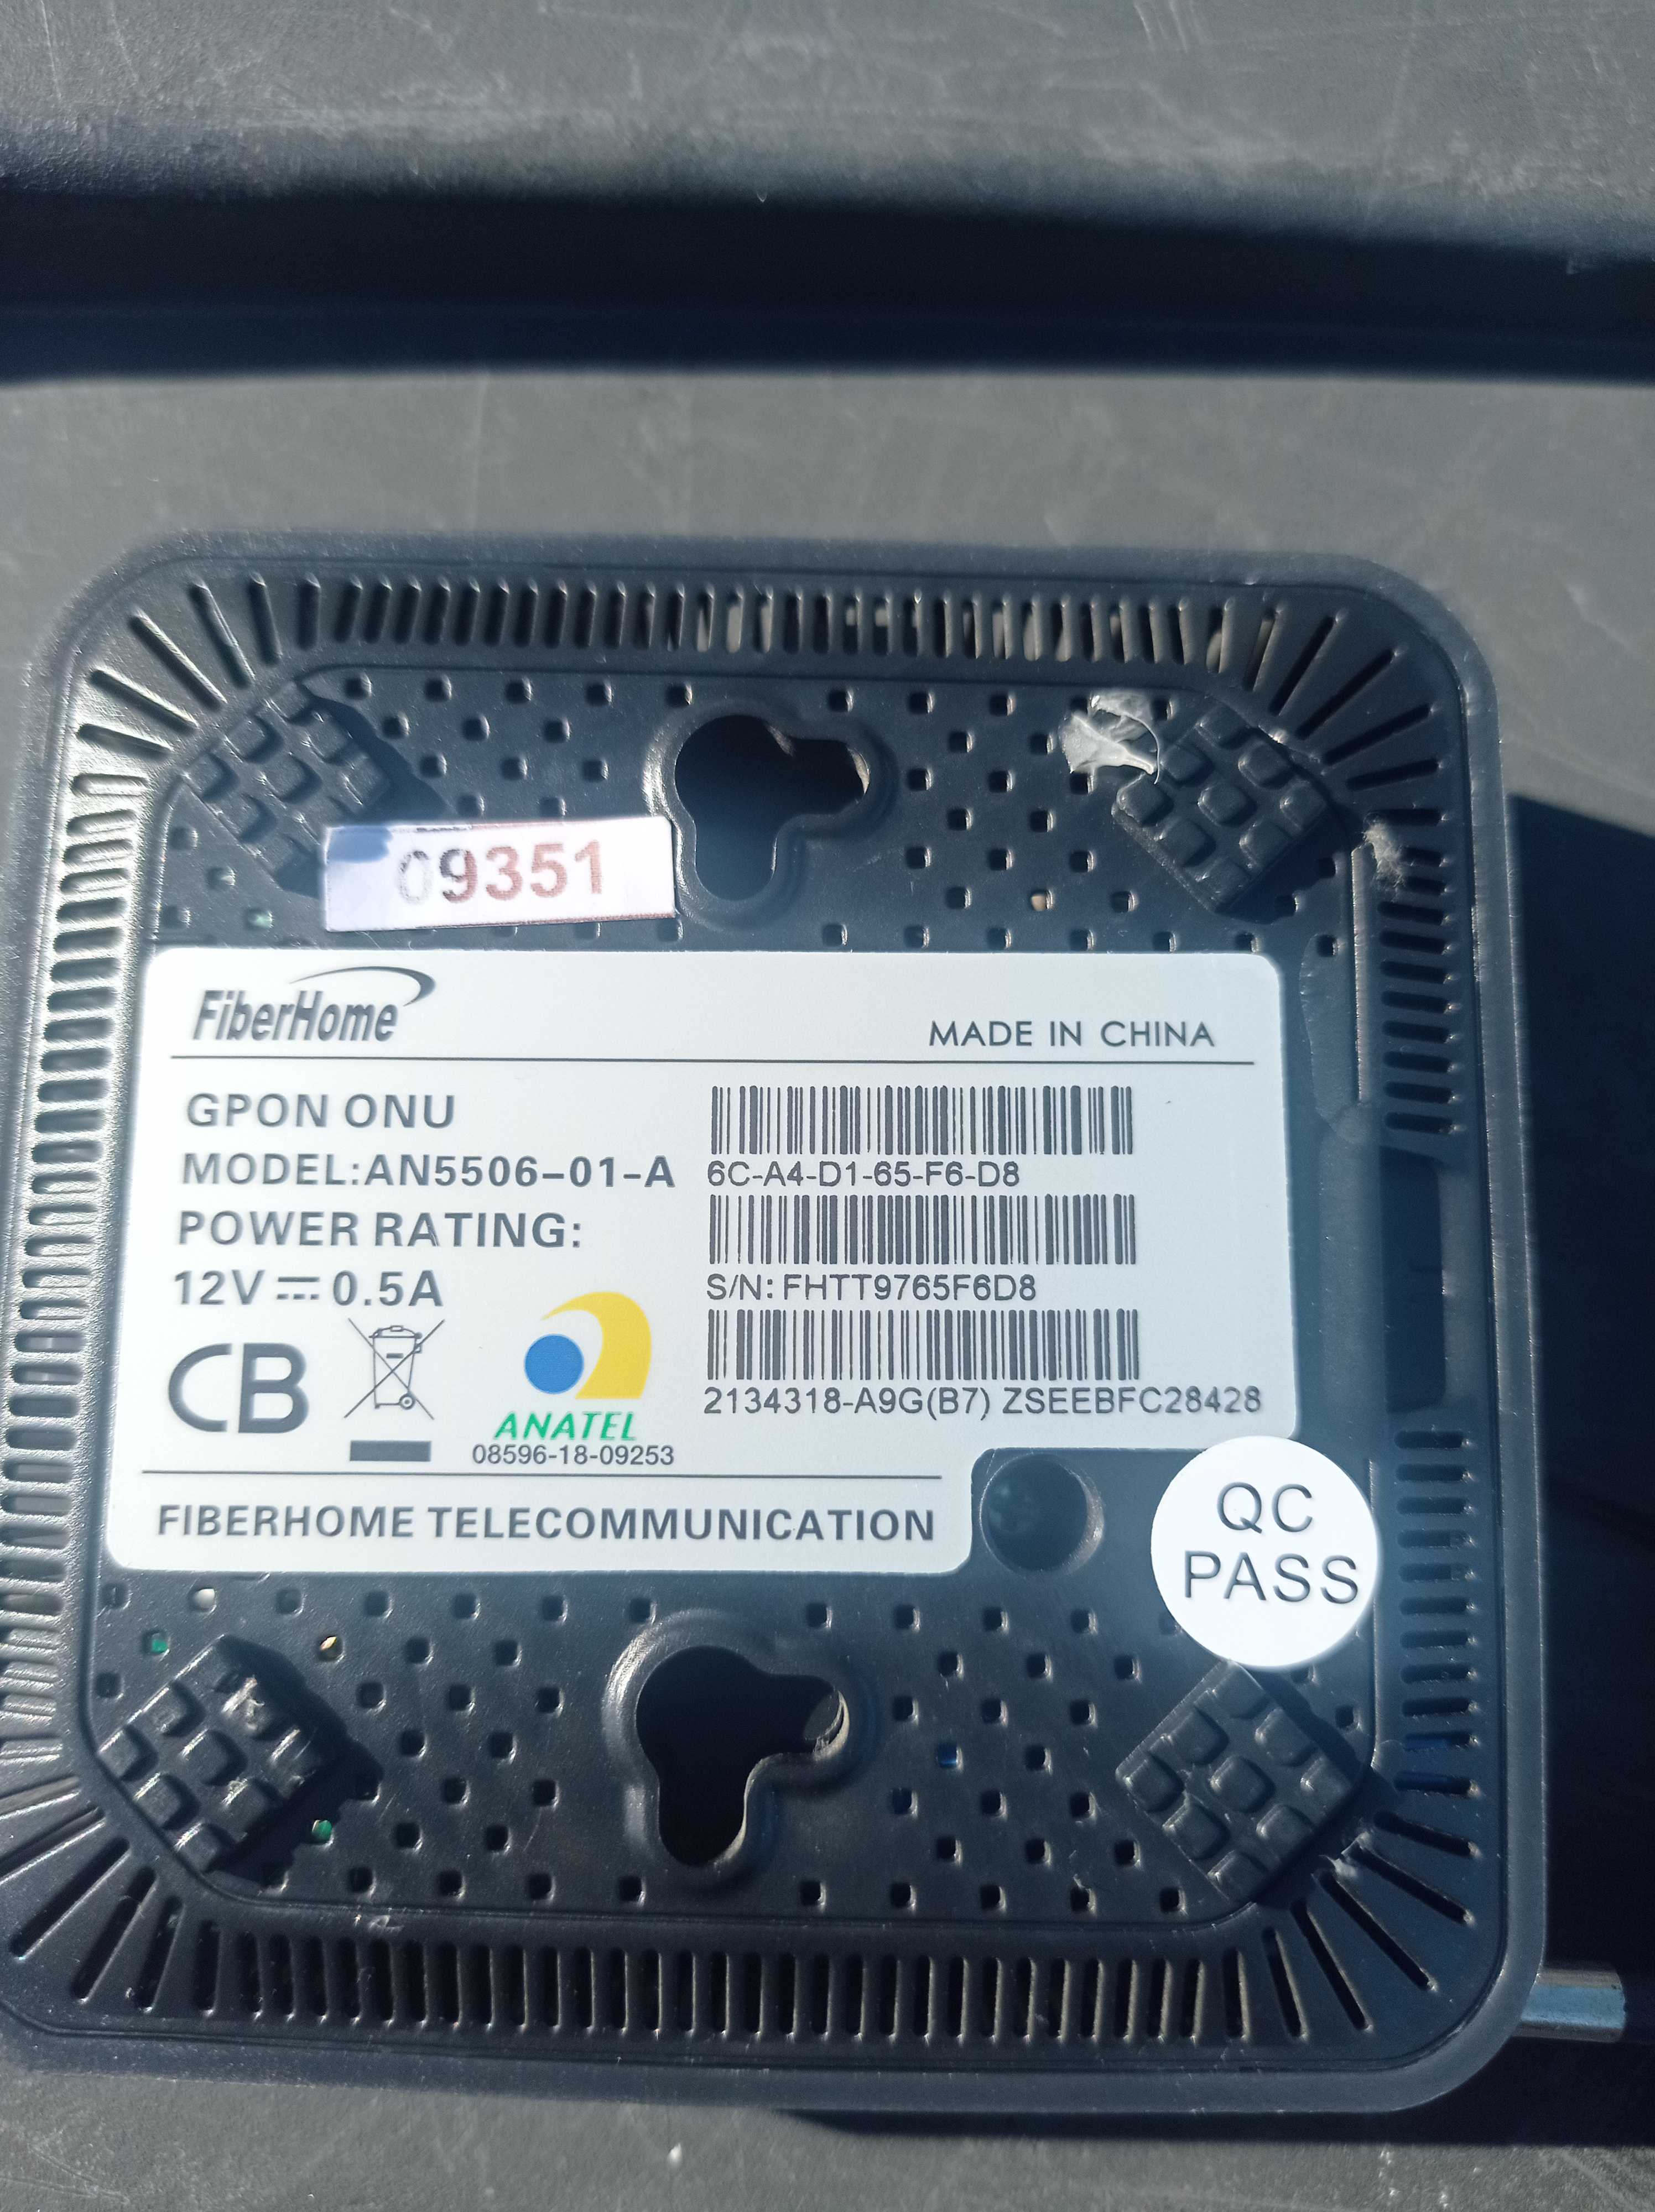 09351
FiberHome
MADE IN CHINA
GPON ONU
MODEL:AN5506-01-A
POWER RATING:
12V⎓0.5A
6C-A4-D1-65-F6-D8
S/N: FHTT9765F6D8
2134318-A9G(B7) ZSEEBFC28428
CB
ANATEL
08596-18-09253
FIBERHOME TELECOMMUNICATION
QC
PASS